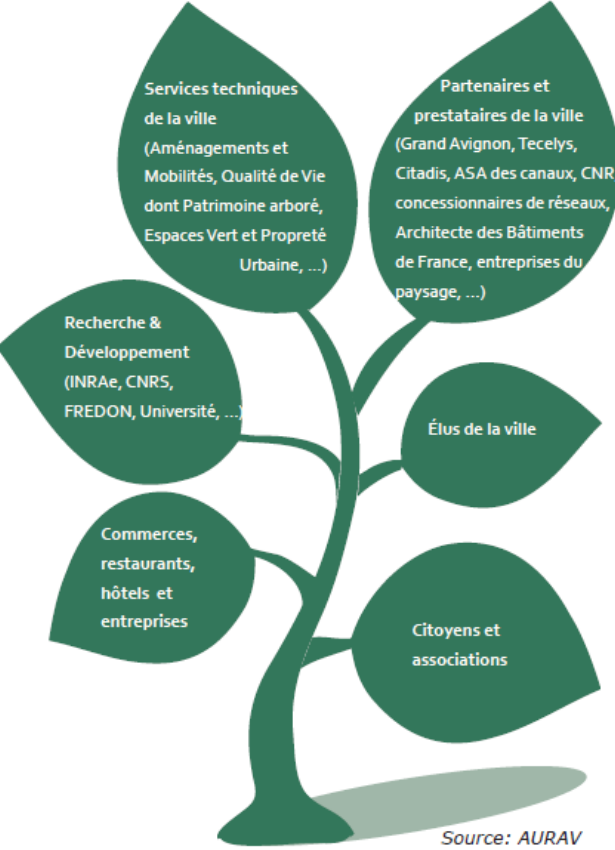 Services techniques
de la ville
(Aménagements et
Mobilités, Qualité de Vie
dont Patrimoine arboré,
Espaces Vert et Propreté
Urbaine, ...)
Partenaires et
prestataires de la ville
(Grand Avignon, Tecelys,
Citadis, ASA des canaux, CNR
concessionnaires de réseaux,
Architecte des Bâtiments
de France, entreprises du
paysage, ...)
Recherche &
Développement
(INRAe, CNRS,
FREDON, Université, ...)
Élus de la ville
Commerces,
restaurants,
hôtels et
entreprises
Citoyens et
associations
Source: AURAV